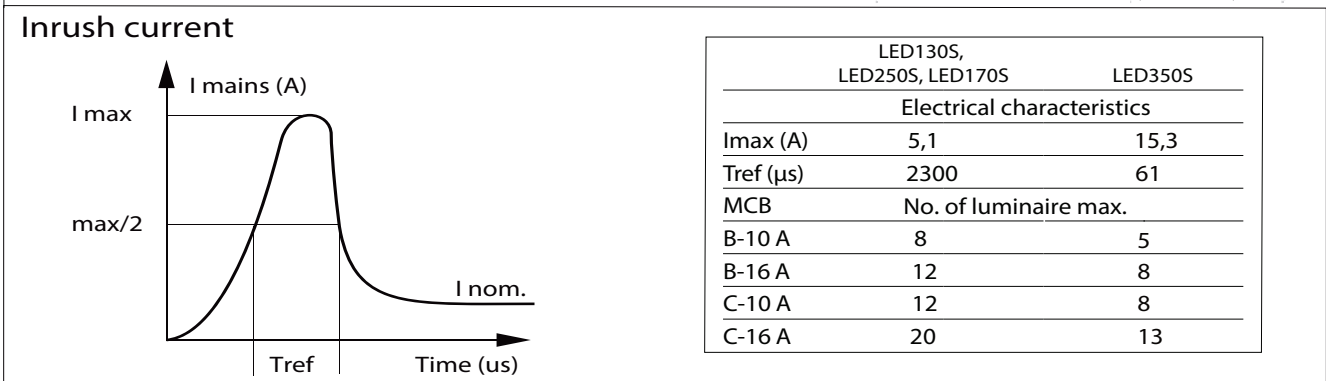 Inrush current
I mains (A)
I max
max/2
I nom.
Tref
Time (us)
LED130S,
LED250S, LED170S LED350S
Electrical characteristics
Imax (A) 5,1 15,3
Tref (µs) 2300 61
MCB No. of luminaire max.
B-10 A 8 5
B-16 A 12 8
C-10 A 12 8
C-16 A 20 13